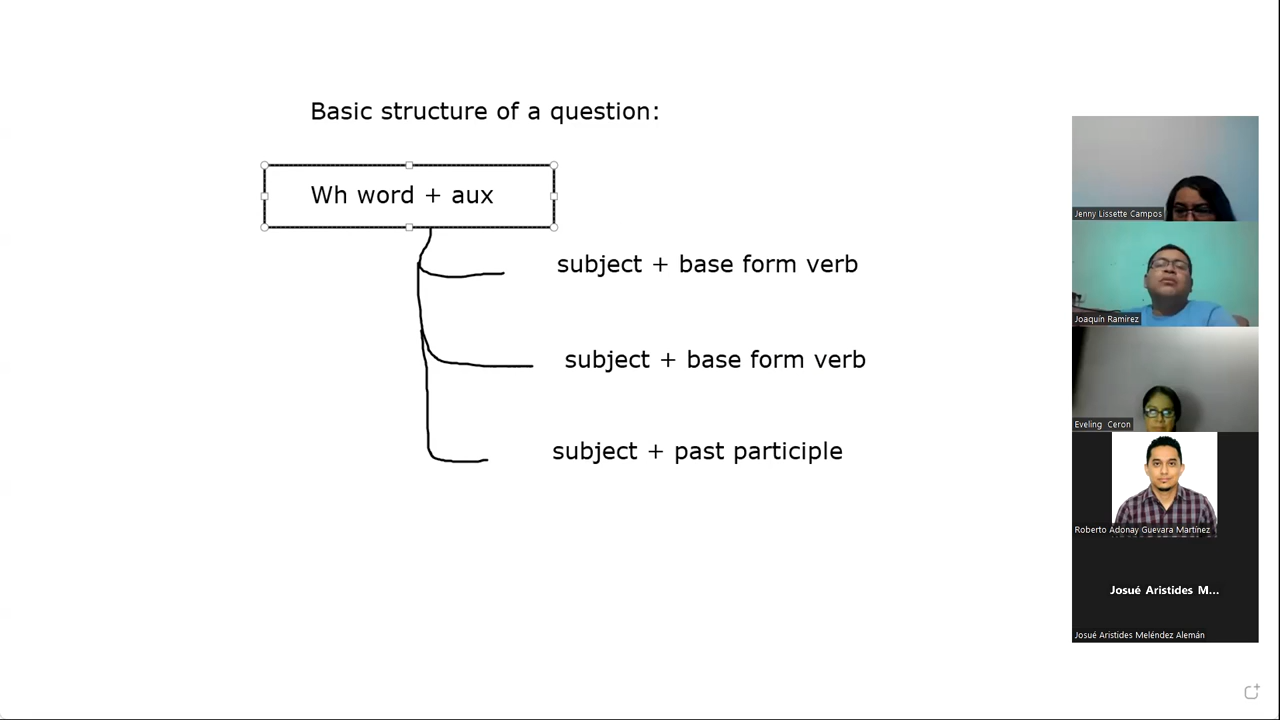 Basic structure of a question:
Wh word + aux
subject + base form verb
subject + base form verb
subject + past participle
Jenny Lissette Campos
Joaquín Ramirez
Eveling Ceron
Roberto Adonay Guevara Martínez
Josué Aristides M...
Josué Aristides Meléndez Alemán